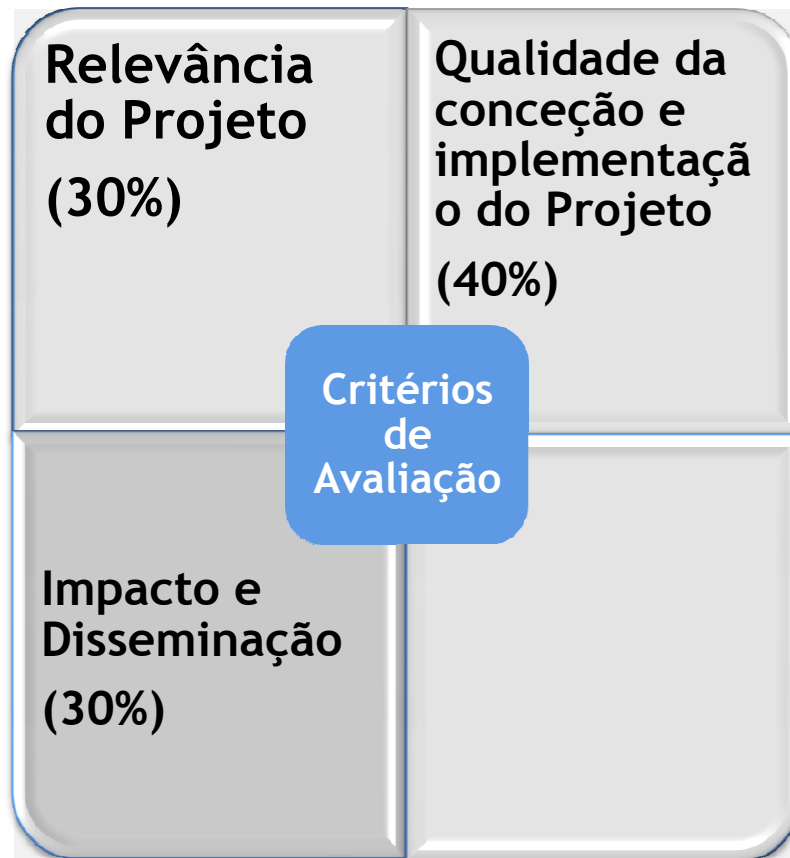 Relevância
do Projeto
(30%)
Qualidade da
conceção e
implementaçã
o do Projeto
(40%)
Critérios
de
Avaliação
Impacto e
Disseminação
(30%)